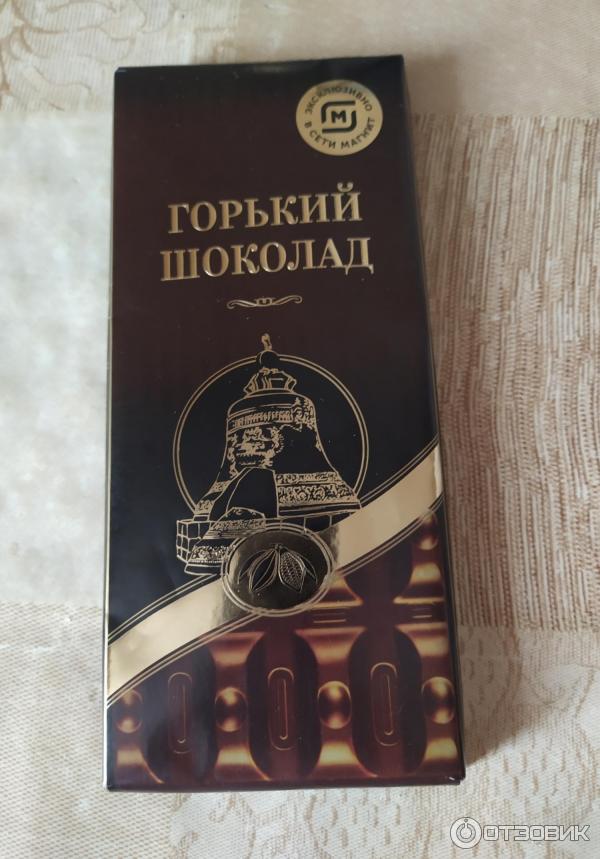 ЭКСКЛЮЗИВНО
М
В СЕТИ МАГНИТ
ГОРЬКИЙ
ШОКОЛАД
ОТЗОВИК